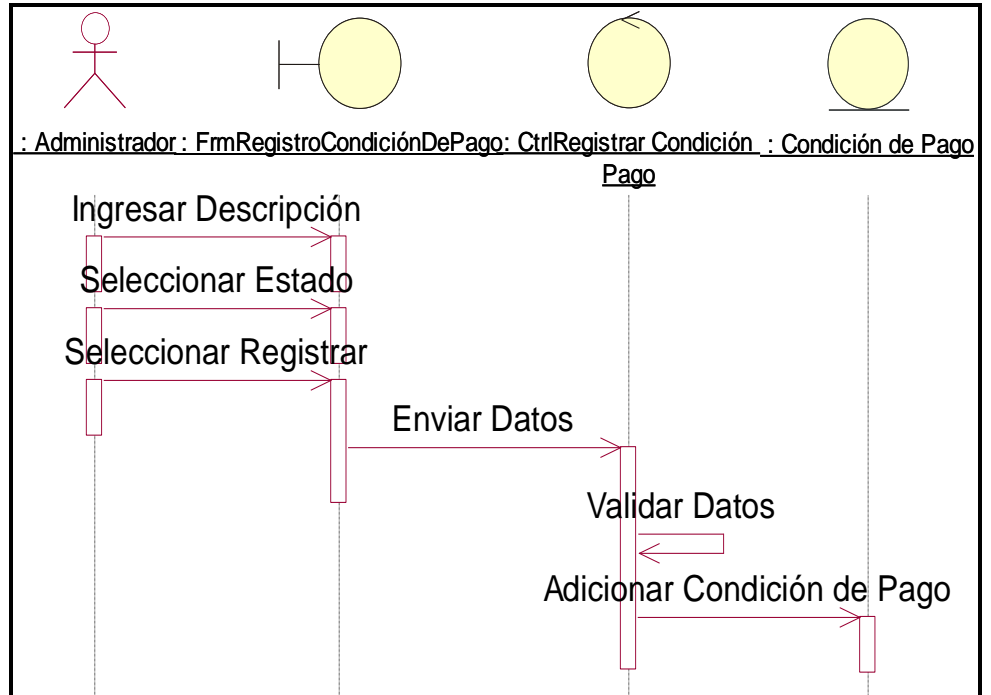 : Administrador : FrmRegistroCondiciónDePago : CtrlRegistrar Condición : Condición de Pago
Pago
Ingresar Descripción
Seleccionar Estado
Seleccionar Registrar
Enviar Datos
Validar Datos
Adicionar Condición de Pago